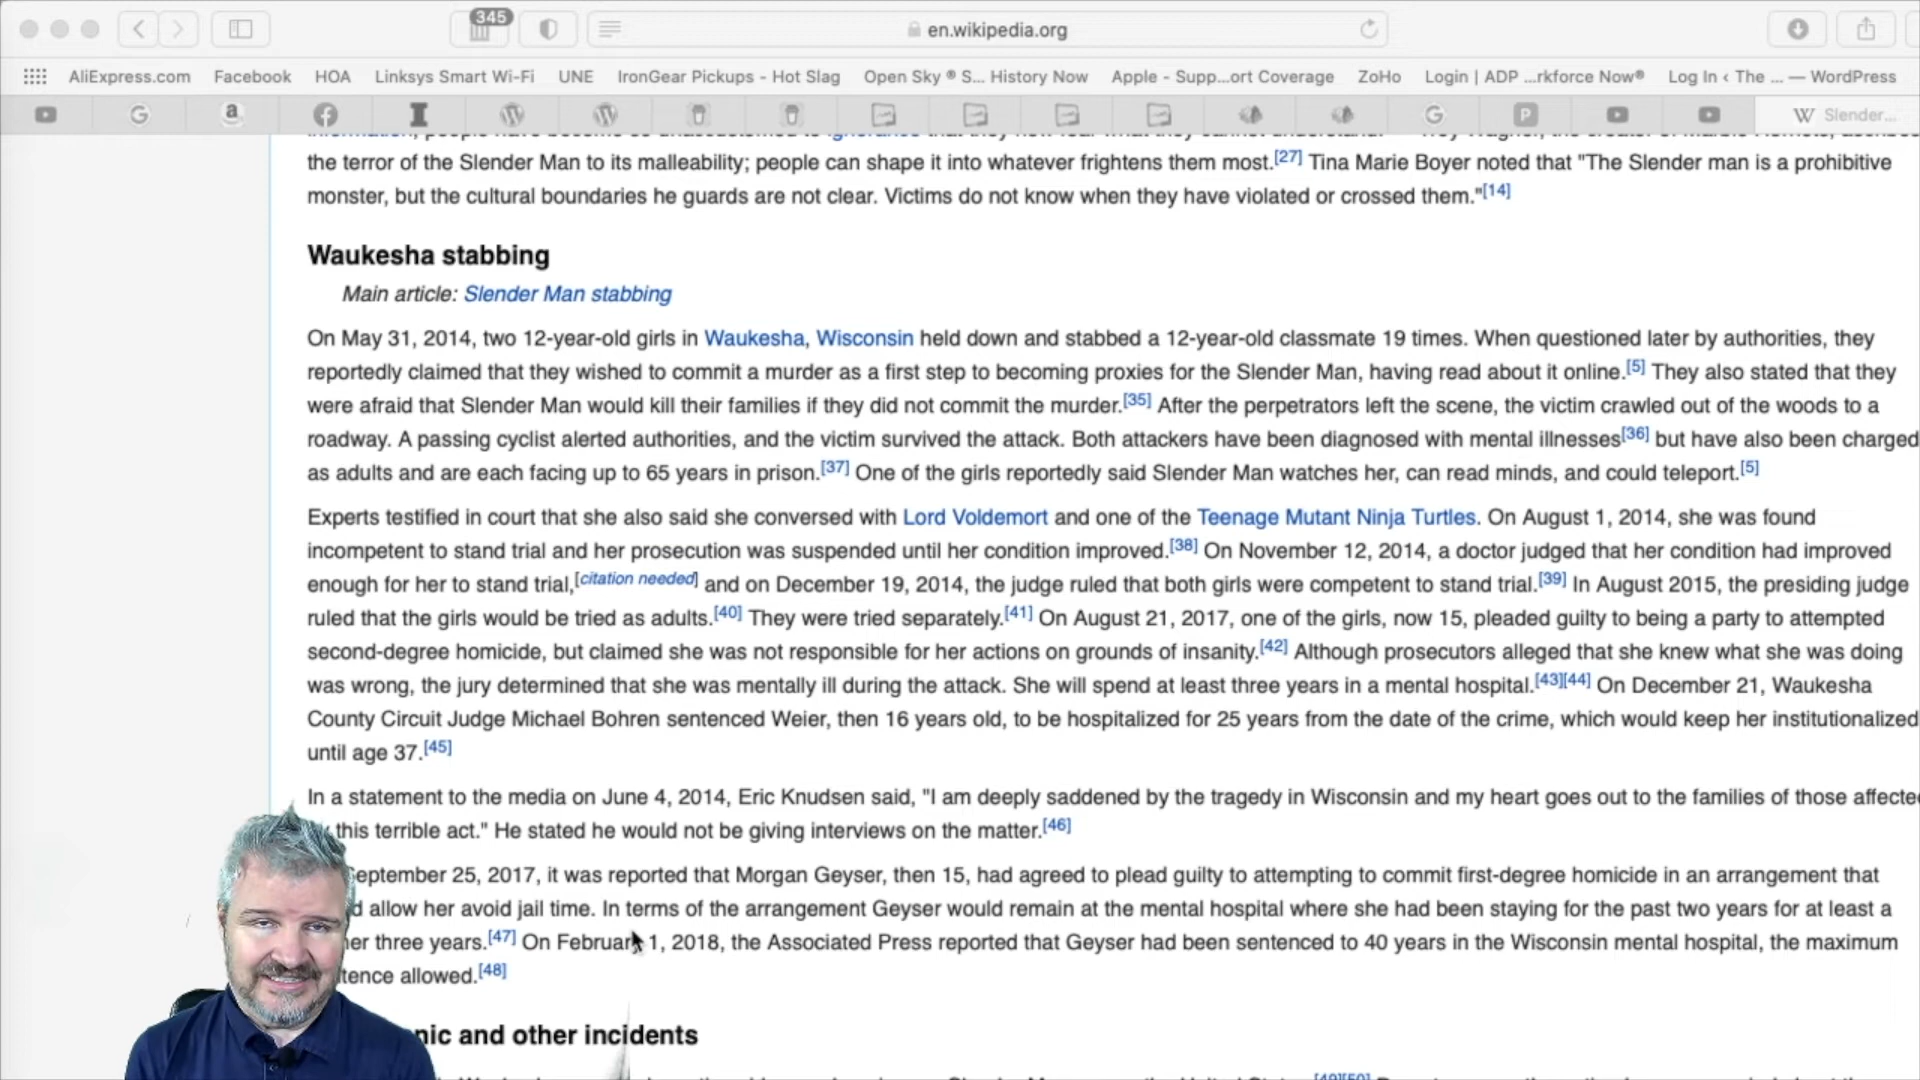 345
en.wikipedia.org
AliExpress.com Facebook HOA Linksys Smart Wi-Fi UNE IronGear Pickups - Hot Slag Open Sky ® S... History Now Apple - Supp...ort Coverage ZoHo Login | ADP ...rkforce Now® Log In ‹ The ... — WordPress
Slender...
the terror of the Slender Man to its malleability; people can shape it into whatever frightens them most.[27] Tina Marie Boyer noted that "The Slender man is a prohibitive
monster, but the cultural boundaries he guards are not clear. Victims do not know when they have violated or crossed them."[14]
Waukesha stabbing
Main article: Slender Man stabbing
On May 31, 2014, two 12-year-old girls in Waukesha, Wisconsin held down and stabbed a 12-year-old classmate 19 times. When questioned later by authorities, they
reportedly claimed that they wished to commit a murder as a first step to becoming proxies for the Slender Man, having read about it online.[5] They also stated that they
were afraid that Slender Man would kill their families if they did not commit the murder.[35] After the perpetrators left the scene, the victim crawled out of the woods to a
roadway. A passing cyclist alerted authorities, and the victim survived the attack. Both attackers have been diagnosed with mental illnesses[36] but have also been charged
as adults and are each facing up to 65 years in prison.[37] One of the girls reportedly said Slender Man watches her, can read minds, and could teleport.[5]
Experts testified in court that she also said she conversed with Lord Voldemort and one of the Teenage Mutant Ninja Turtles. On August 1, 2014, she was found
incompetent to stand trial and her prosecution was suspended until her condition improved.[38] On November 12, 2014, a doctor judged that her condition had improved
enough for her to stand trial,[citation needed] and on December 19, 2014, the judge ruled that both girls were competent to stand trial.[39] In August 2015, the presiding judge
ruled that the girls would be tried as adults.[40] They were tried separately.[41] On August 21, 2017, one of the girls, now 15, pleaded guilty to being a party to attempted
second-degree homicide, but claimed she was not responsible for her actions on grounds of insanity.[42] Although prosecutors alleged that she knew what she was doing
was wrong, the jury determined that she was mentally ill during the attack. She will spend at least three years in a mental hospital.[43][44] On December 21, Waukesha
County Circuit Judge Michael Bohren sentenced Weier, then 16 years old, to be hospitalized for 25 years from the date of the crime, which would keep her institutionalized
until age 37.[45]
In a statement to the media on June 4, 2014, Eric Knudsen said, "I am deeply saddened by the tragedy in Wisconsin and my heart goes out to the families of those affecte
this terrible act." He stated he would not be giving interviews on the matter.[46]
September 25, 2017, it was reported that Morgan Geyser, then 15, had agreed to plead guilty to attempting to commit first-degree homicide in an arrangement that
d allow her avoid jail time. In terms of the arrangement Geyser would remain at the mental hospital where she had been staying for the past two years for at least a
her three years.[47] On February 1, 2018, the Associated Press reported that Geyser had been sentenced to 40 years in the Wisconsin mental hospital, the maximum
tence allowed.[48]
nic and other incidents